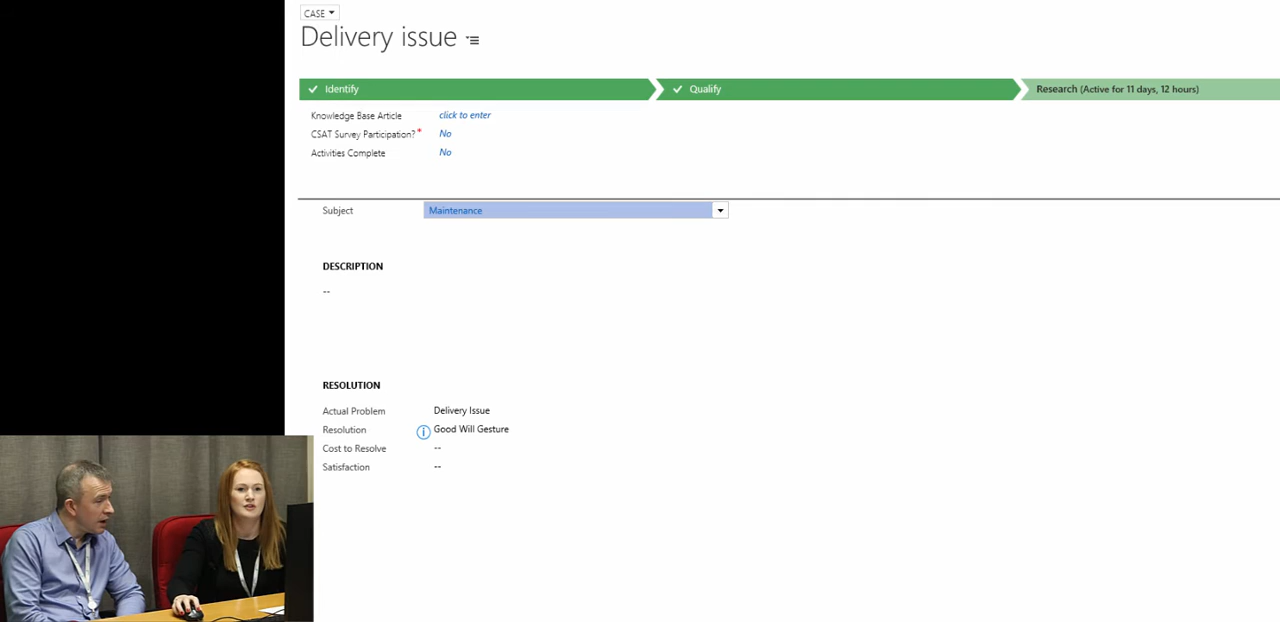 CASE
Delivery issue
Identify
Qualify
Research (Active for 11 days, 12 hours)
Knowledge Base Article click to enter
CSAT Survey Participation?* No
Activities Complete No
Subject Maintenance
DESCRIPTION
--
RESOLUTION
Actual Problem Delivery Issue
Resolution Good Will Gesture
Cost to Resolve --
Satisfaction --